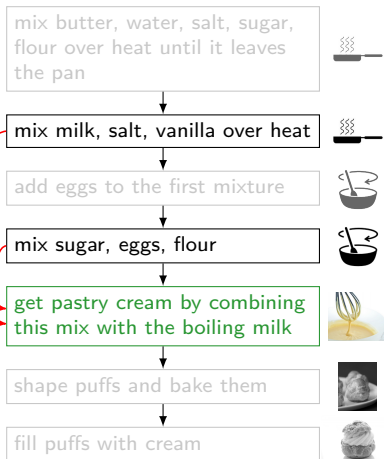 mix butter, water, salt, sugar,
flour over heat until it leaves
the pan
mix milk, salt, vanilla over heat
add eggs to the first mixture
mix sugar, eggs, flour
get pastry cream by combining
this mix with the boiling milk
shape puffs and bake them
fill puffs with cream